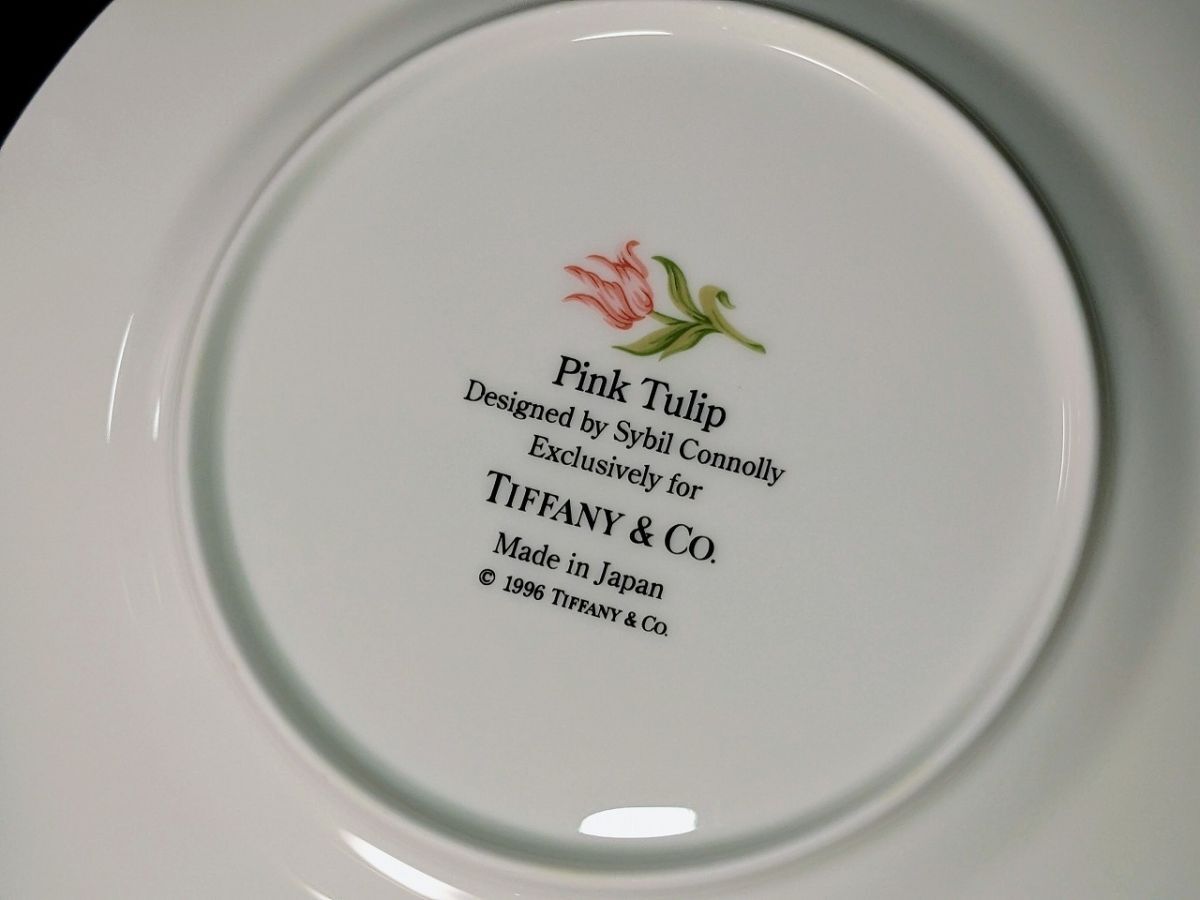 Pink Tulip
Designed by Sybil Connolly
Exclusively for
TIFFANY & CO.
Made in Japan
© 1996 TIFFANY & CO.